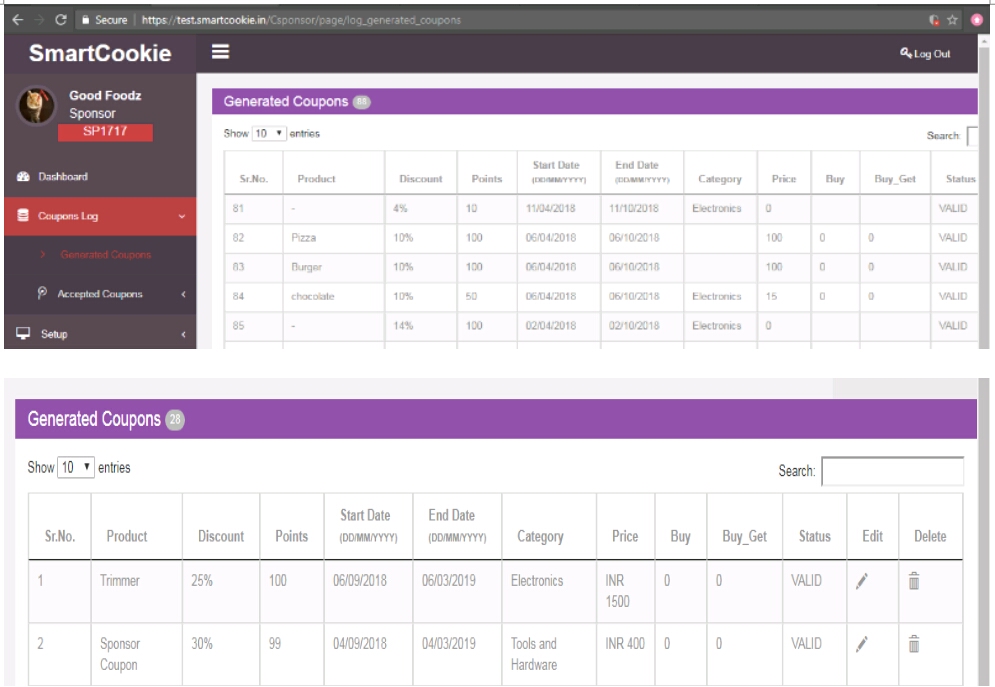 Secure | https://test.smartcookie.in/Csponsor/page/log_generated_coupons
SmartCookie
Log Out
Good Foodz
Sponsor
SP1717
Dashboard
Coupons Log
Generated Coupons
Accepted Coupons
Setup
Generated Coupons 88
Show 10 entries
Search:
Sr.No. Product Discount Points Start Date (DD/MM/YYYY) End Date (DD/MM/YYYY) Category Price Buy Buy_Get Status
81 - 4% 10 11/04/2018 11/10/2018 Electronics 0 VALID
82 Pizza 10% 100 06/04/2018 06/10/2018 100 0 0 VALID
83 Burger 10% 100 06/04/2018 06/10/2018 100 0 0 VALID
84 chocolate 10% 50 06/04/2018 06/10/2018 Electronics 15 0 0 VALID
85 - 14% 100 02/04/2018 02/10/2018 Electronics 0 VALID
Generated Coupons 28
Show 10 entries
Search:
Sr.No. Product Discount Points Start Date (DD/MM/YYYY) End Date (DD/MM/YYYY) Category Price Buy Buy_Get Status Edit Delete
1 Trimmer 25% 100 06/09/2018 06/03/2019 Electronics INR 1500 0 0 VALID
2 Sponsor Coupon 30% 99 04/09/2018 04/03/2019 Tools and Hardware INR 400 0 0 VALID